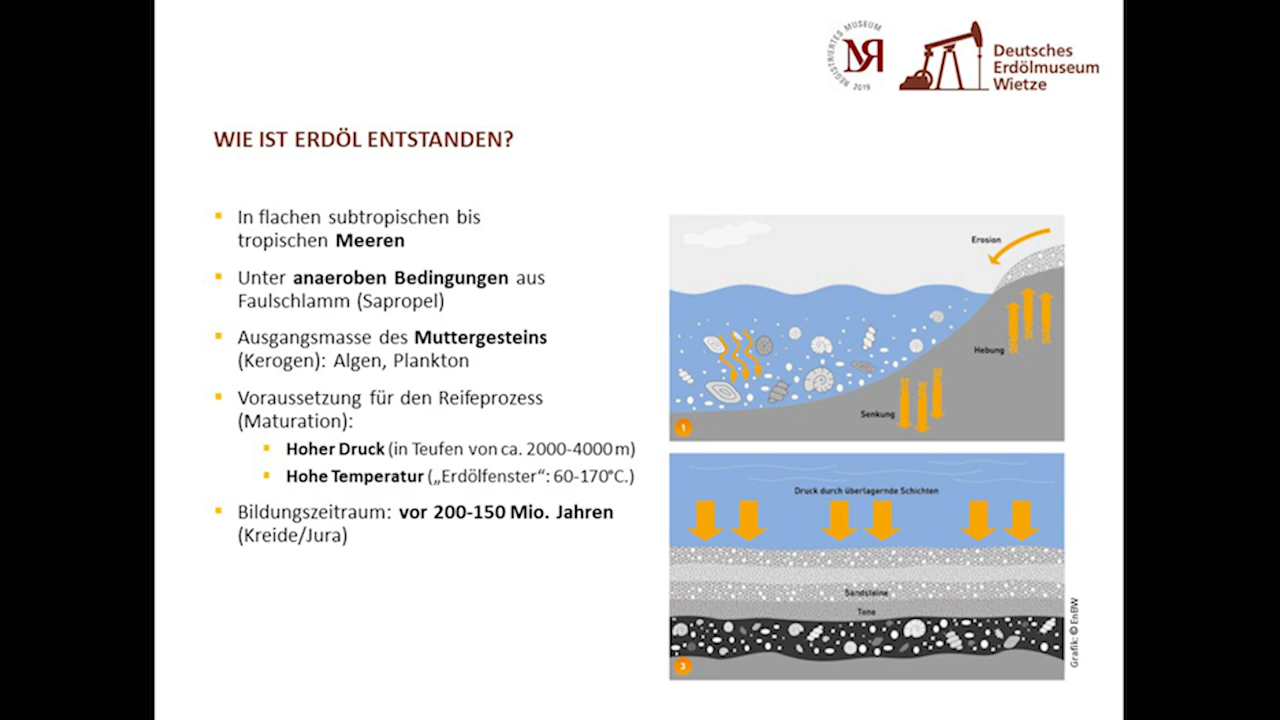 REGISTRIERTES MUSEUM 2019
Deutsches
Erdölmuseum
Wietze
WIE IST ERDÖL ENTSTANDEN?
In flachen subtropischen bis
tropischen Meeren
Unter anaeroben Bedingungen aus
Faulschlamm (Sapropel)
Ausgangsmasse des Muttergesteins
(Kerogen): Algen, Plankton
Voraussetzung für den Reifeprozess
(Maturation):
Hoher Druck (in Teufen von ca. 2000-4000 m)
Hohe Temperatur („Erdölfenster“: 60-170°C.)
Bildungszeitraum: vor 200-150 Mio. Jahren
(Kreide/Jura)
Erosion
Hebung
Senkung
1
Druck durch überlagernde Schichten
Sandsteine
Tone
3
Grafik: © EnBW